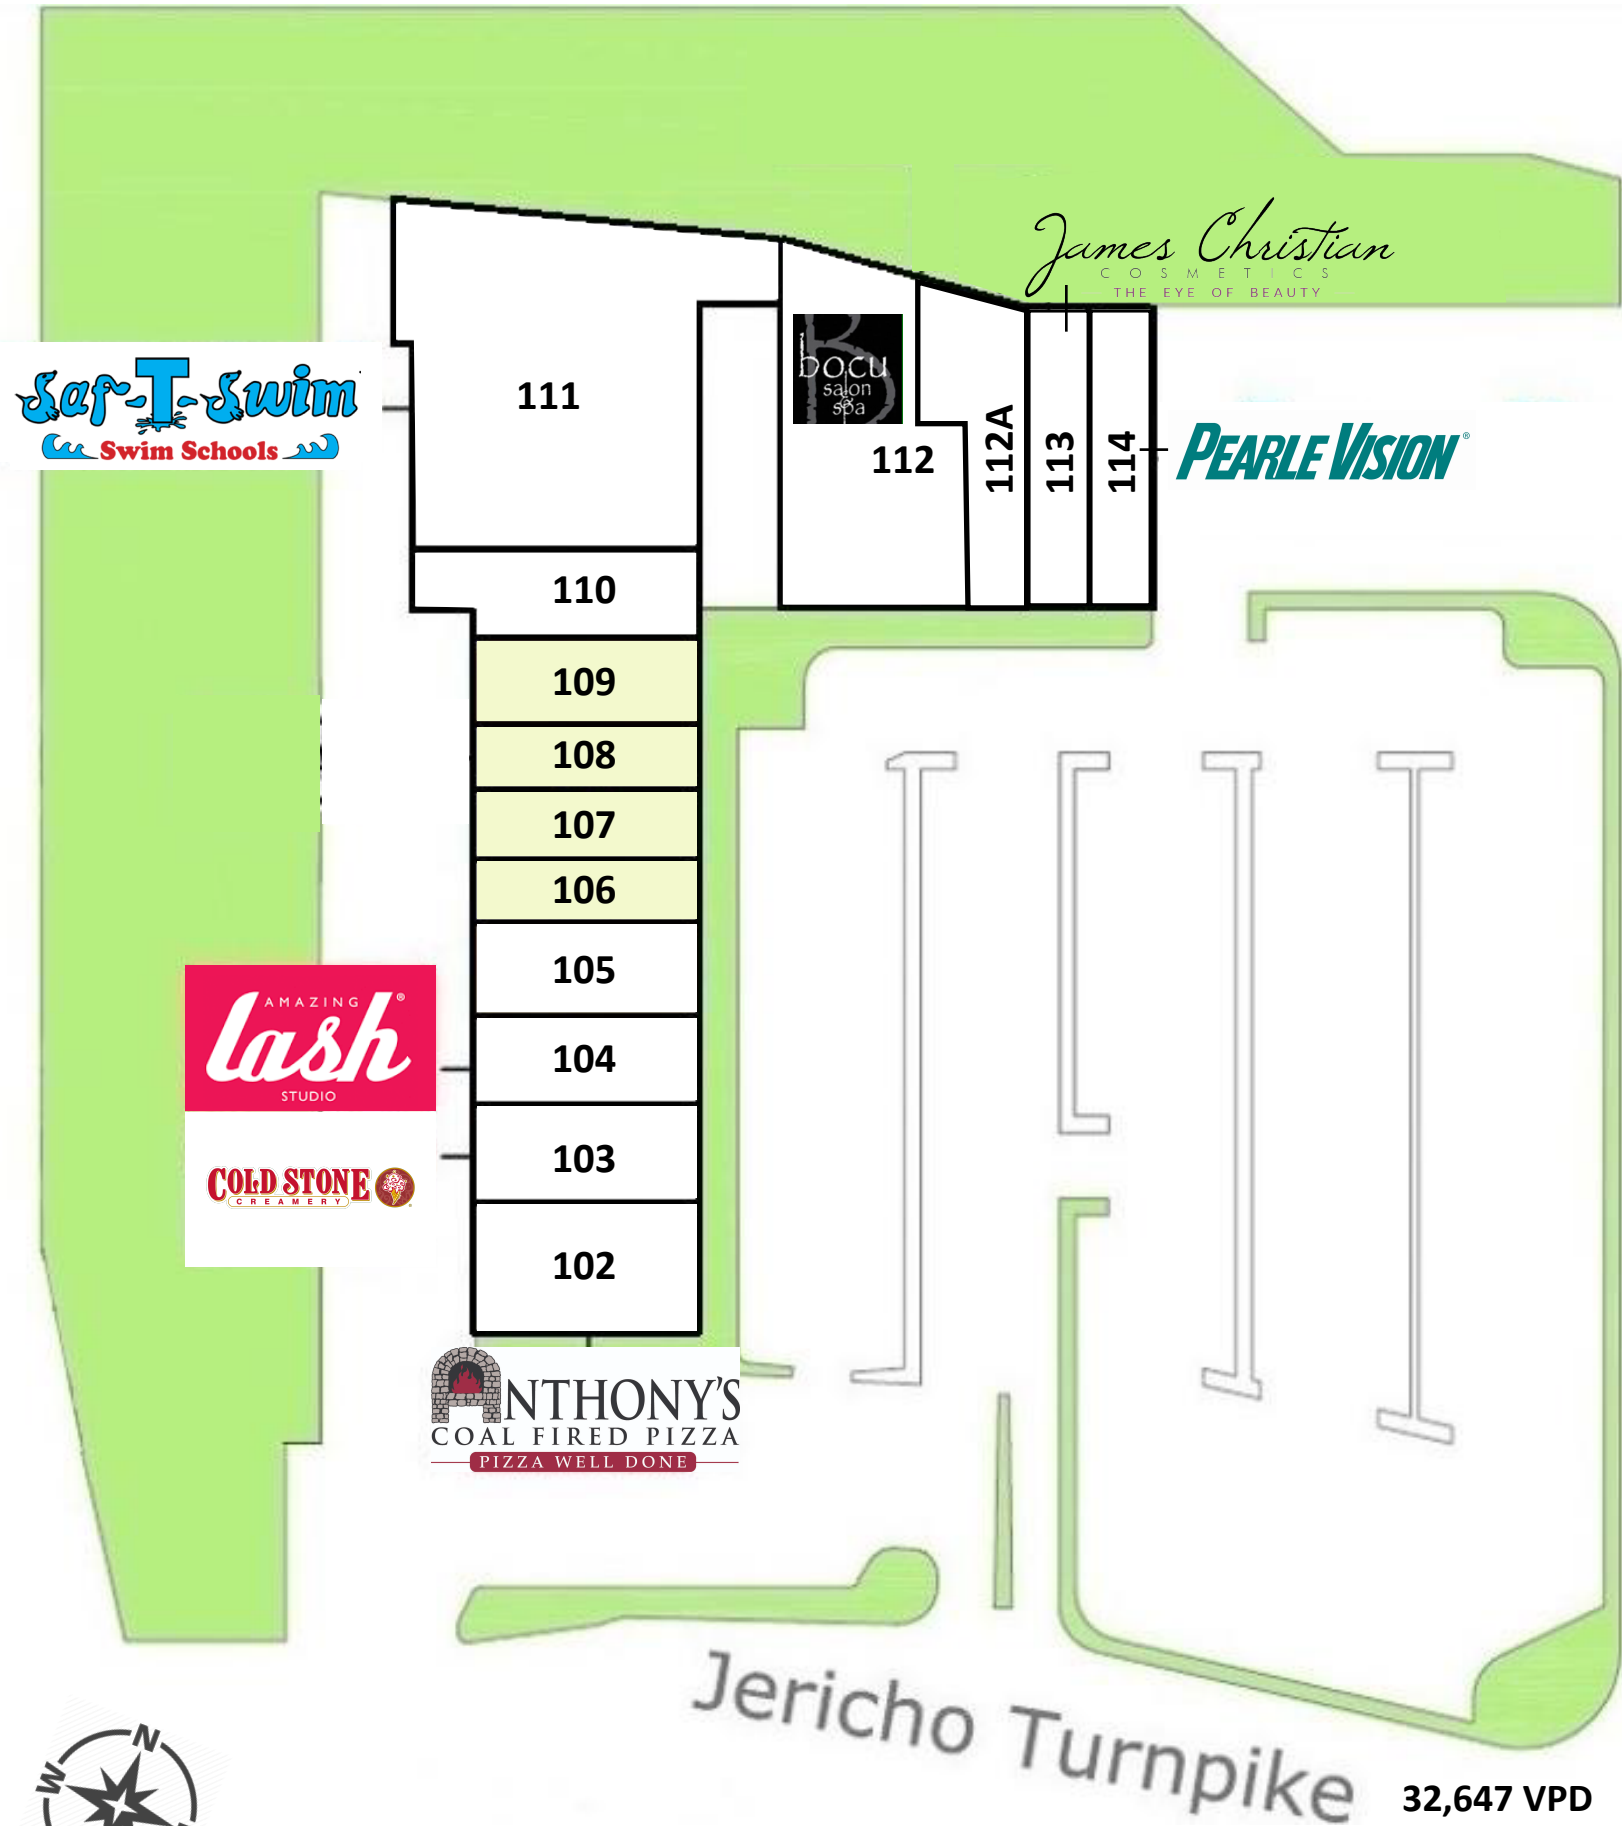 James Christian
COSMETICS
THE EYE OF BEAUTY
Saf-T-Swim
Swim Schools
111
bocu
salon
&
spa
112
112A
113
114
PEARLE VISION®
110
109
108
107
106
105
AMAZING
lash®
STUDIO
104
103
COLD STONE
CREAMERY
102
ANTHONY'S
COAL FIRED PIZZA
PIZZA WELL DONE
Jericho Turnpike
32,647 VPD
N
W